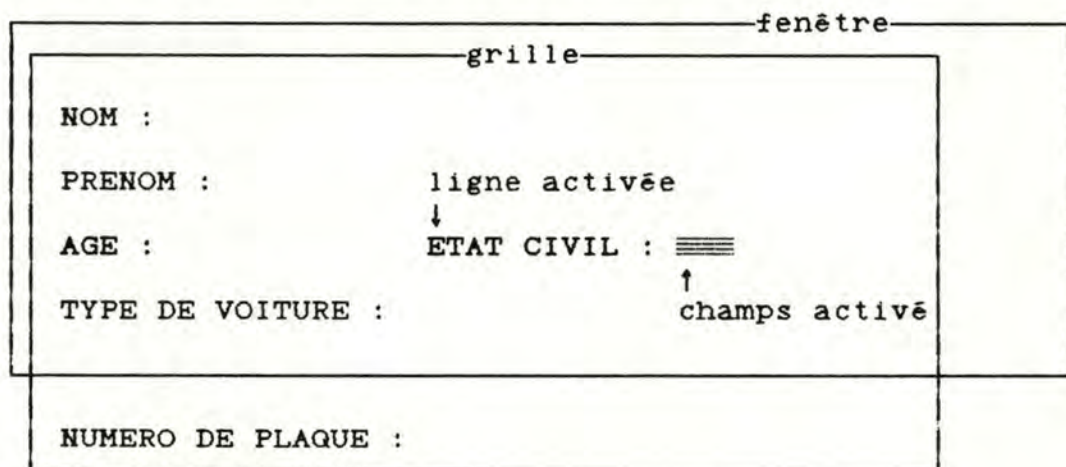 fenêtre
grille
NOM :
PRENOM : ligne activée
AGE : ETAT CIVIL :
TYPE DE VOITURE : champs activé
NUMERO DE PLAQUE :